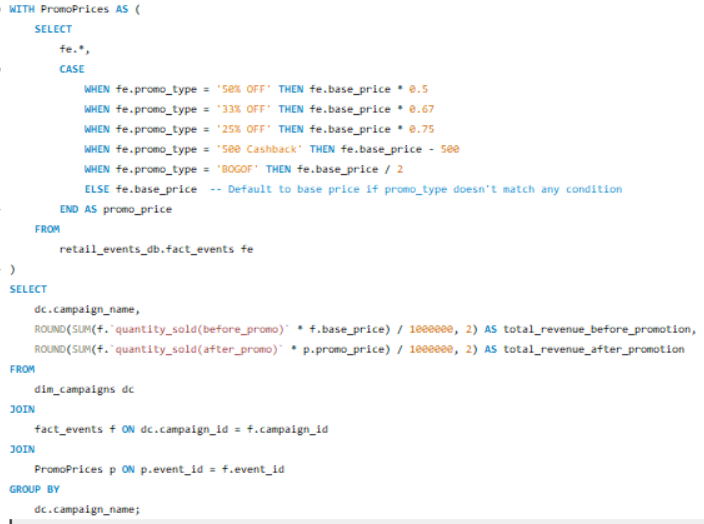 WITH PromoPrices AS (
    SELECT
        fe.*,
        CASE
            WHEN fe.promo_type = '50% OFF' THEN fe.base_price * 0.5
            WHEN fe.promo_type = '33% OFF' THEN fe.base_price * 0.67
            WHEN fe.promo_type = '25% OFF' THEN fe.base_price * 0.75
            WHEN fe.promo_type = '500 Cashback' THEN fe.base_price - 500
            WHEN fe.promo_type = 'BOGOF' THEN fe.base_price / 2
            ELSE fe.base_price  -- Default to base price if promo_type doesn't match any condition
        END AS promo_price
    FROM
        retail_events_db.fact_events fe
)
SELECT
    dc.campaign_name,
    ROUND(SUM(f.`quantity_sold(before_promo)` * f.base_price) / 1000000, 2) AS total_revenue_before_promotion,
    ROUND(SUM(f.`quantity_sold(after_promo)` * p.promo_price) / 1000000, 2) AS total_revenue_after_promotion
FROM
    dim_campaigns dc
JOIN
    fact_events f ON dc.campaign_id = f.campaign_id
JOIN
    PromoPrices p ON p.event_id = f.event_id
GROUP BY
    dc.campaign_name;